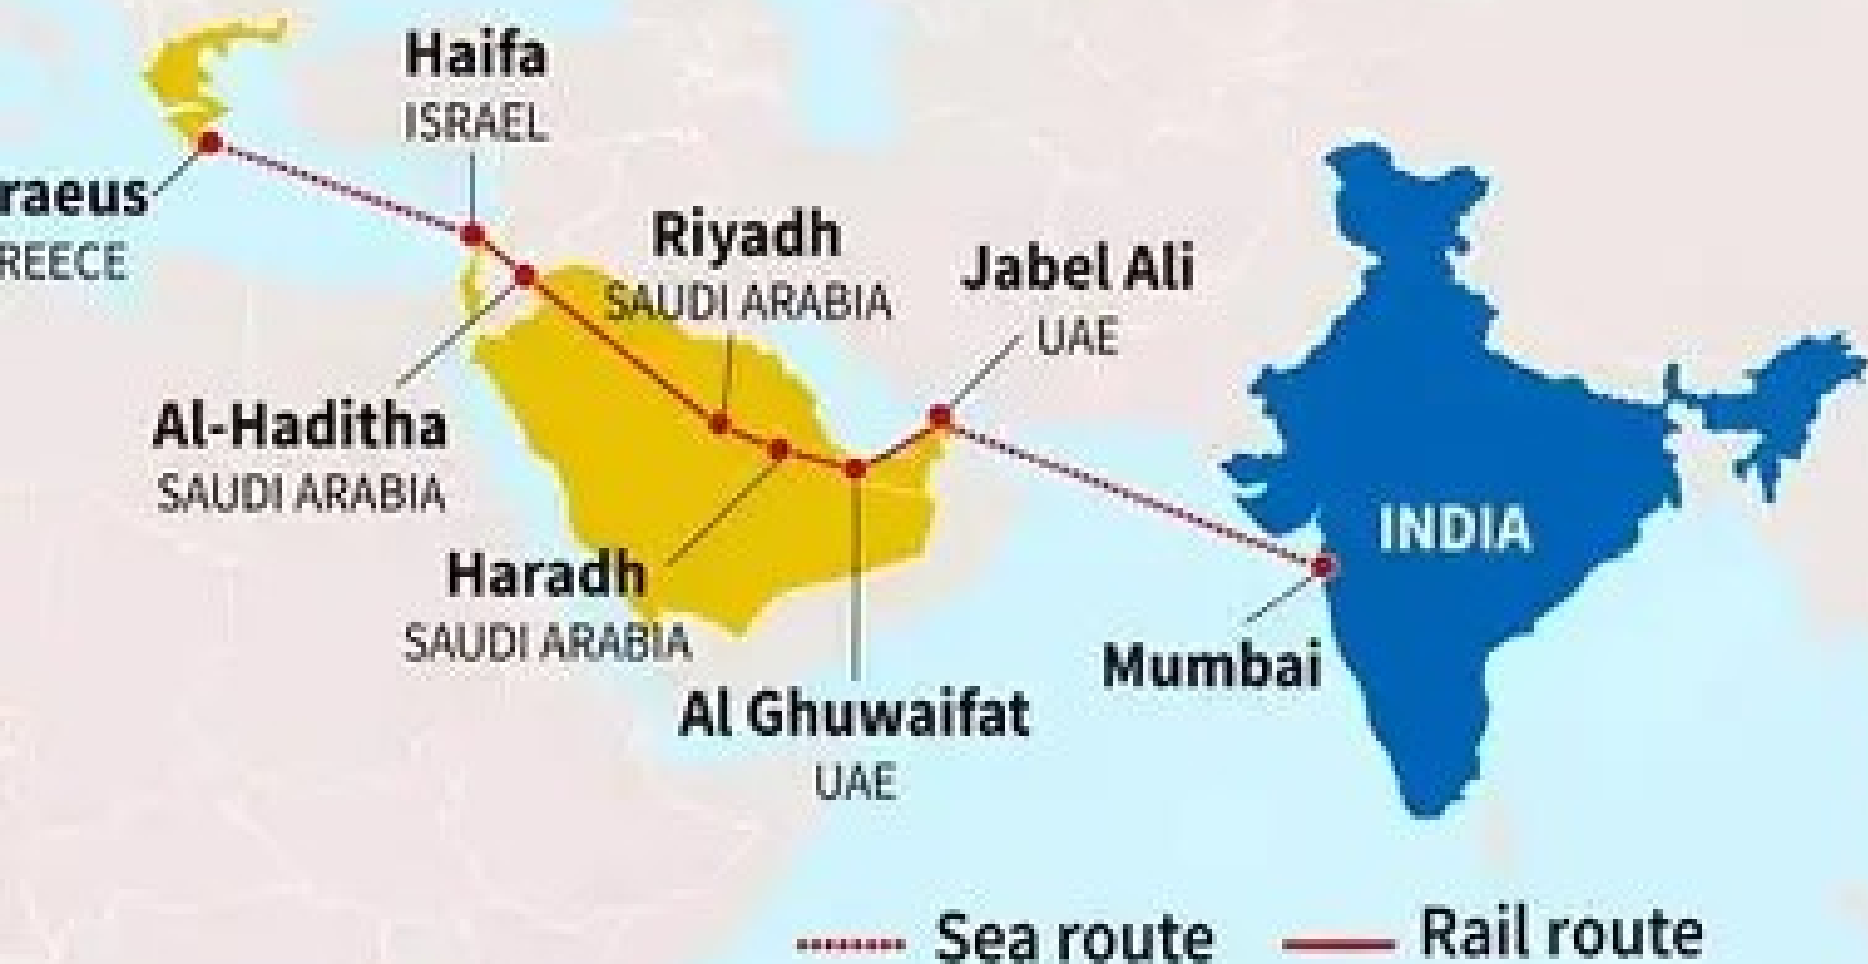 Haifa
ISRAEL
raeus
REECE
Riyadh
SAUDI ARABIA
Jabel Ali
UAE
Al-Haditha
SAUDI ARABIA
INDIA
Haradh
SAUDI ARABIA
Mumbai
Al Ghuwaifat
UAE
Sea route
Rail route